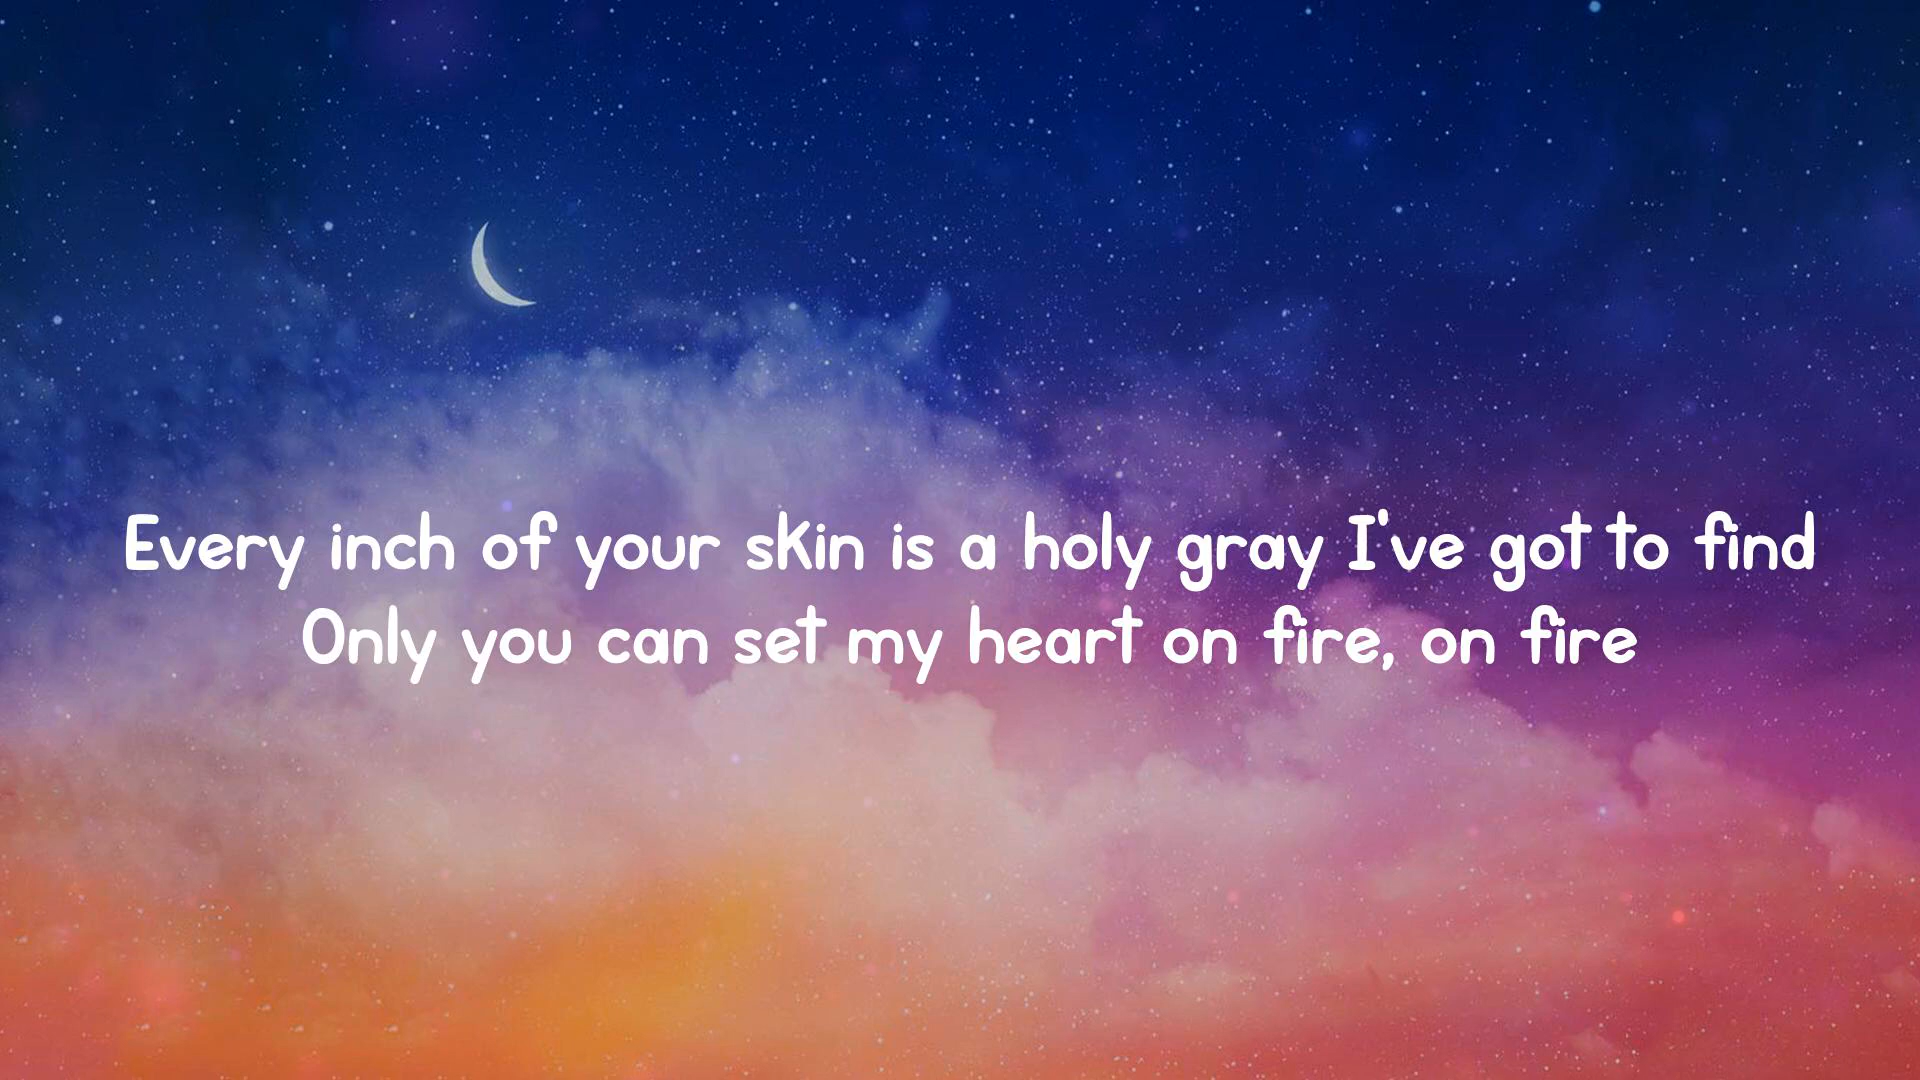 Every inch of your skin is a holy gray I've got to find
Only you can set my heart on fire, on fire